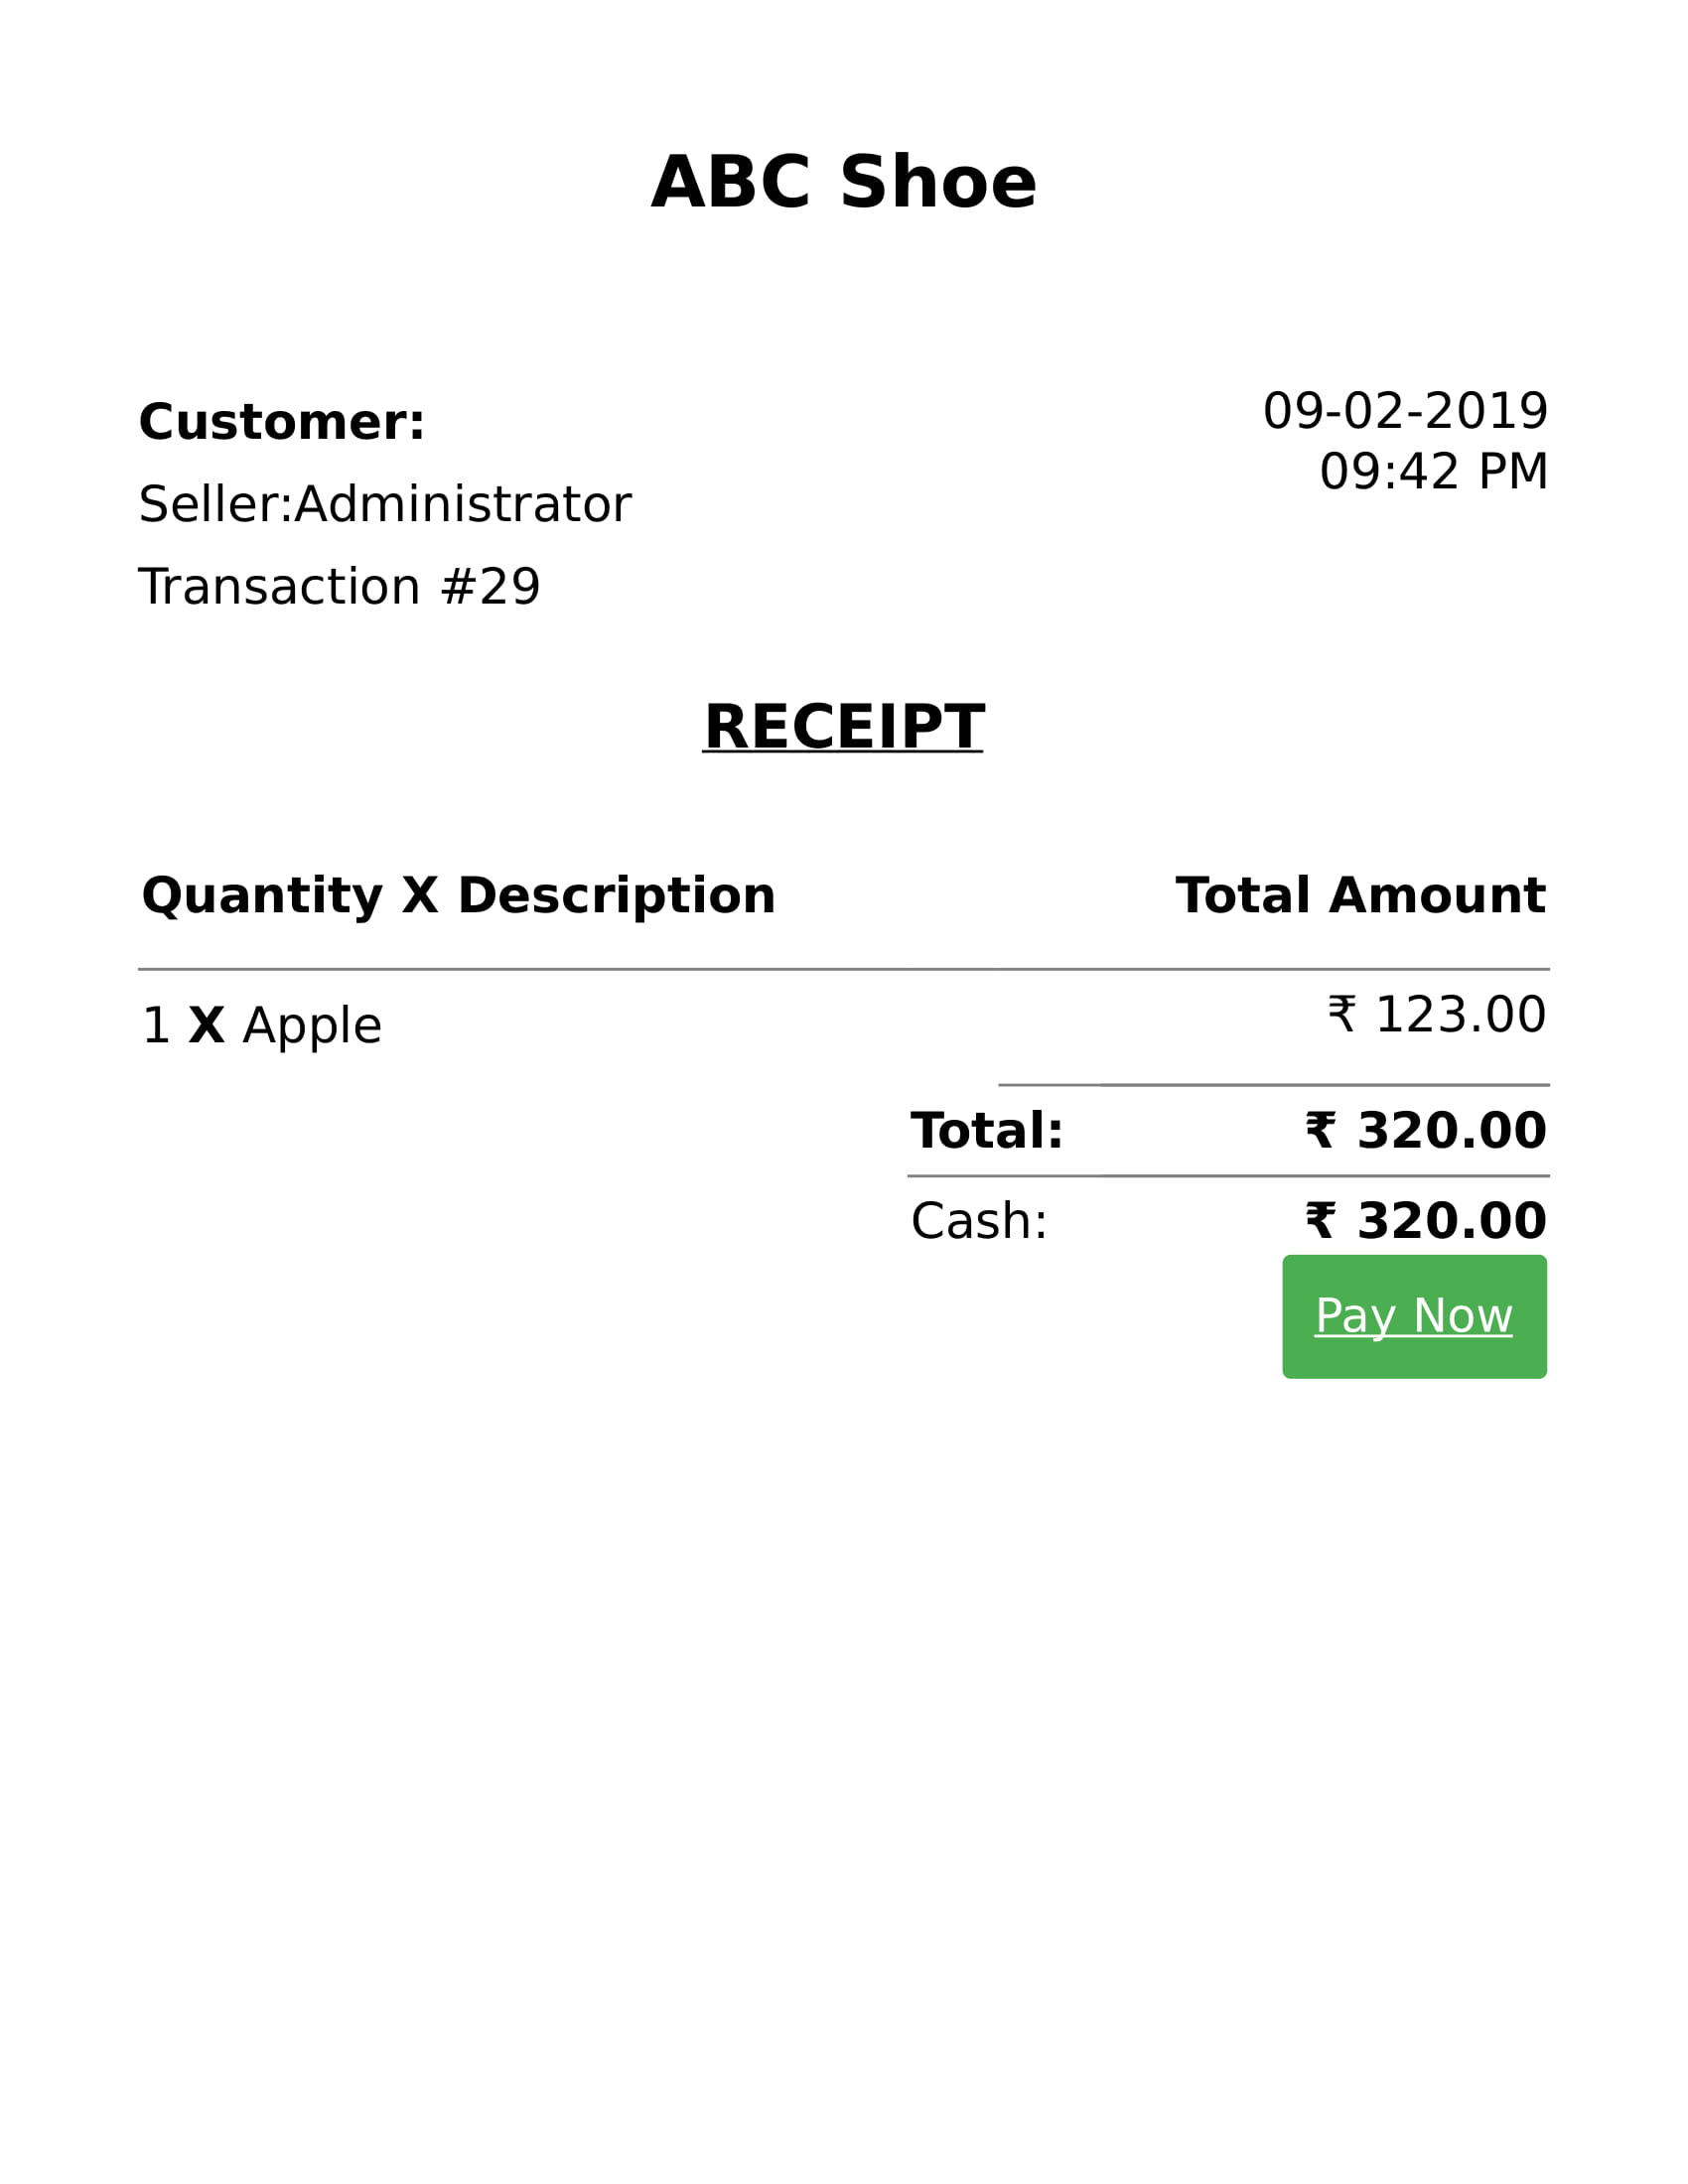 ABC Shoe
Customer:
09-02-2019
09:42 PM
Seller:Administrator
Transaction #29
RECEIPT
Quantity X Description Total Amount
1 X Apple ₹ 123.00
Total: ₹ 320.00
Cash: ₹ 320.00
Pay Now